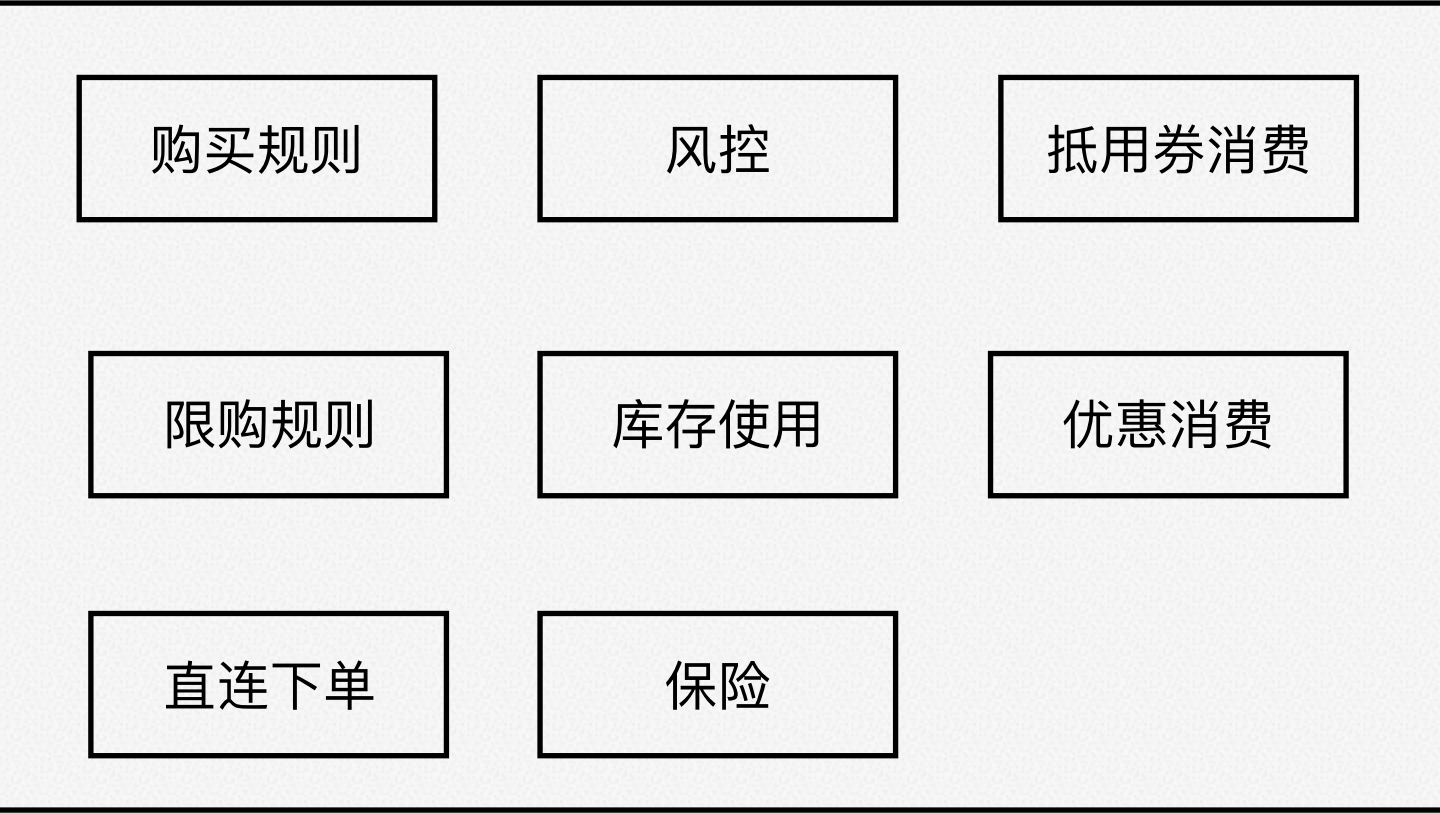 购买规则
风控
抵用券消费
限购规则
库存使用
优惠消费
直连下单
保险